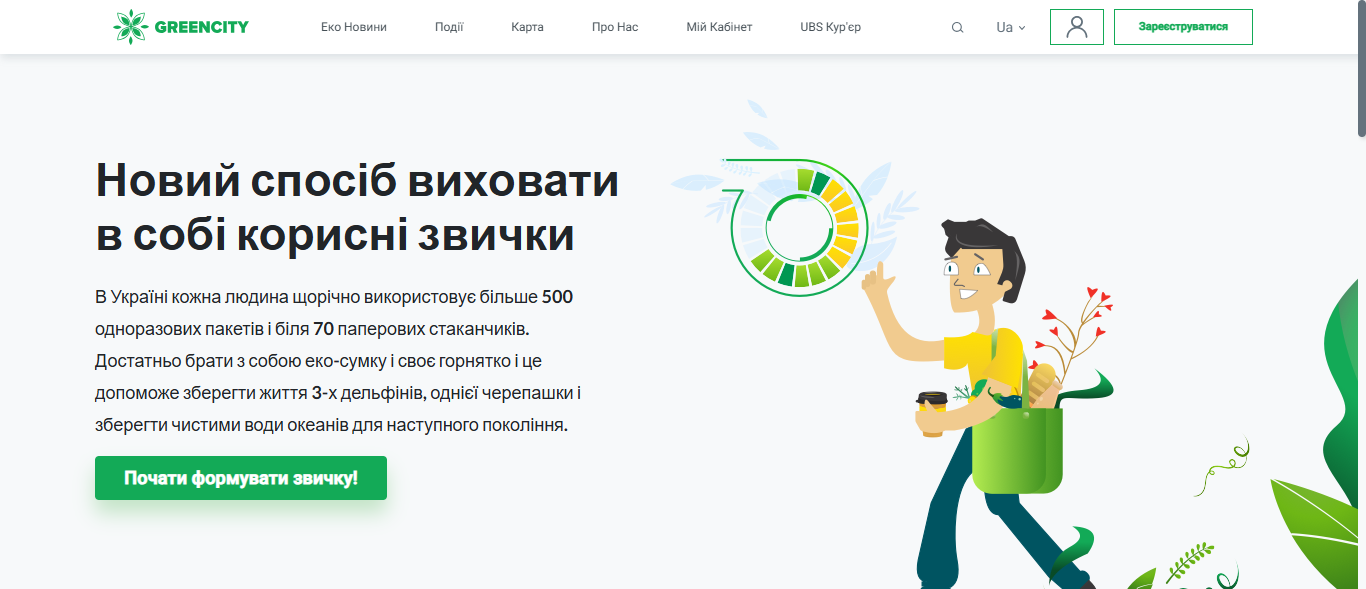 GREENCITY
Еко Новини
Події
Карта
Про Нас
Мій Кабінет
UBS Кур'єр
Ua
Зареєструватися
Новий спосіб виховати
в собі корисні звички
В Україні кожна людина щорічно використовує більше 500
одноразових пакетів і біля 70 паперових стаканчиків.
Достатньо брати з собою еко-сумку і своє горнятко і це
допоможе зберегти життя 3-х дельфінів, однієї черепашки і
зберегти чистими води океанів для наступного покоління.
Почати формувати звичку!